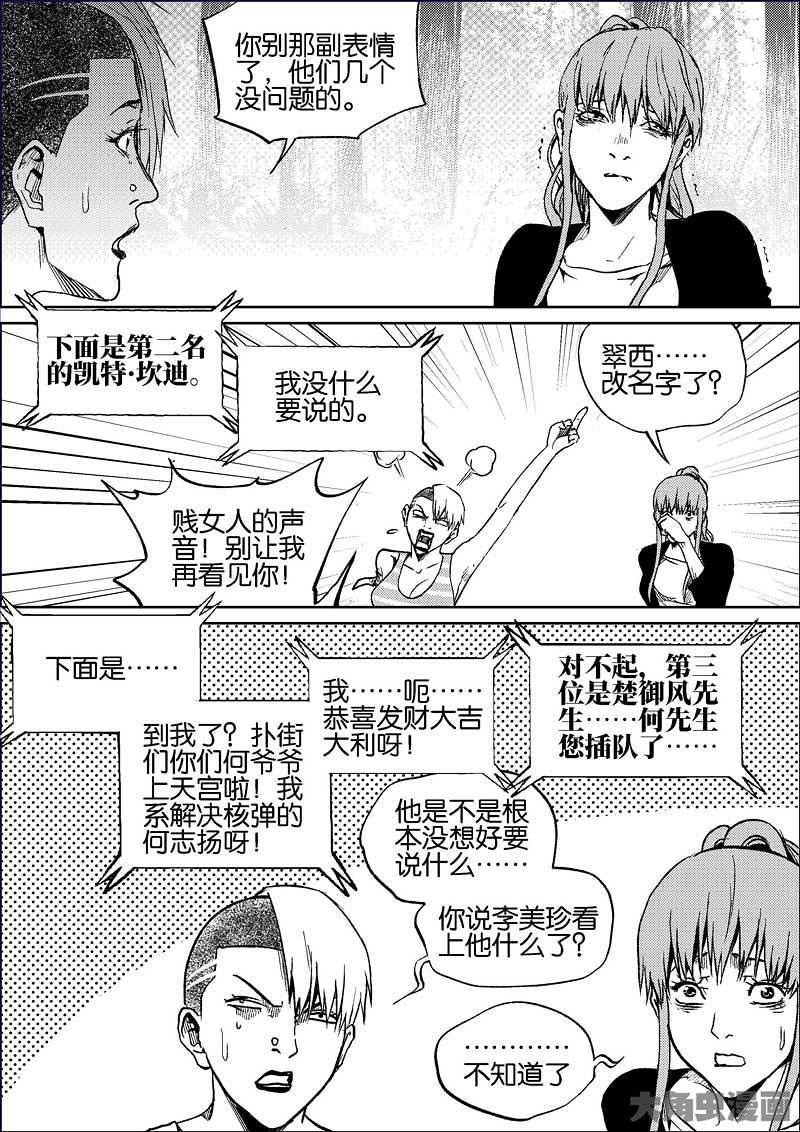 你别那副表情
了，他们几个
没问题的。
下面是第二名
的凯特·坎迪。
我没什么
要说的。
翠西……
改名字了？
贱女人的声
音！别让我
再看见你！
下面是……
到我了？扑街
们你们何爷爷
上天宫啦！我
系解决核弹的
何志扬呀！
我……呃……
恭喜发财大吉
大利呀！
对不起，第三
位是楚御风先
生……何先生
您插队了……
他是不是根
本没想好要
说什么……
你说李美珍看
上他什么了？
…………
不知道了
大角虫漫画